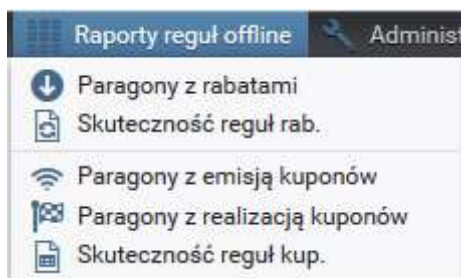 Raporty reguł offline Administ
Paragony z rabatami
Skuteczność reguł rab.
Paragony z emisją kuponów
Paragony z realizacją kuponów
Skuteczność reguł kup.